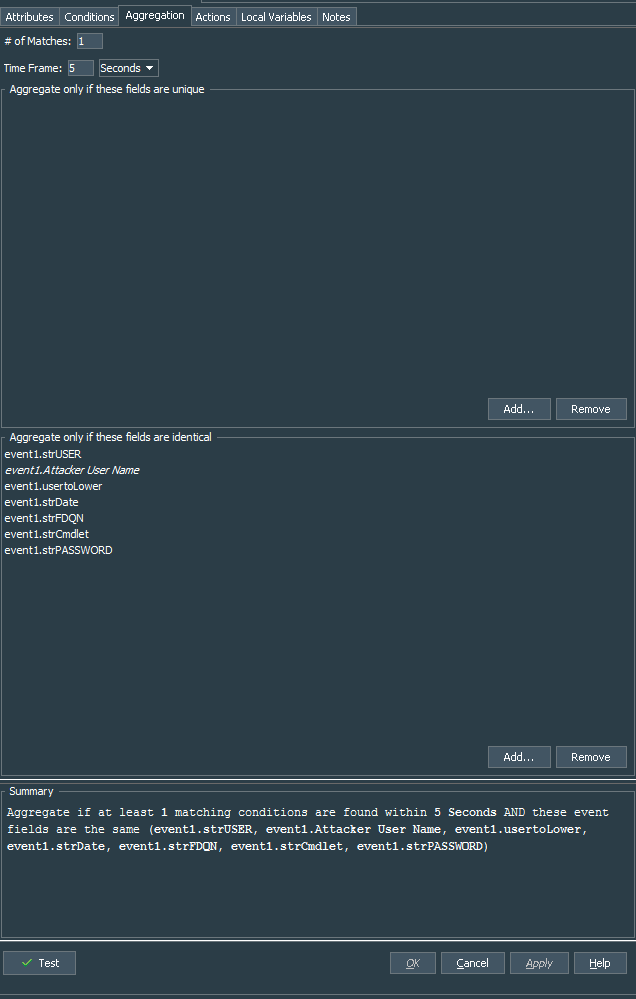 Attributes Conditions Aggregation Actions Local Variables Notes
# of Matches: 1
Time Frame: 5 Seconds
Aggregate only if these fields are unique
Add... Remove
Aggregate only if these fields are identical
event1.strUSER
event1.Attacker User Name
event1.usertoLower
event1.strDate
event1.strFDQN
event1.strCmdlet
event1.strPASSWORD
Add... Remove
Summary
Aggregate if at least 1 matching conditions are found within 5 Seconds AND these event
fields are the same (event1.strUSER, event1.Attacker User Name, event1.usertoLower,
event1.strDate, event1.strFDQN, event1.strCmdlet, event1.strPASSWORD)
Test OK Cancel Apply Help